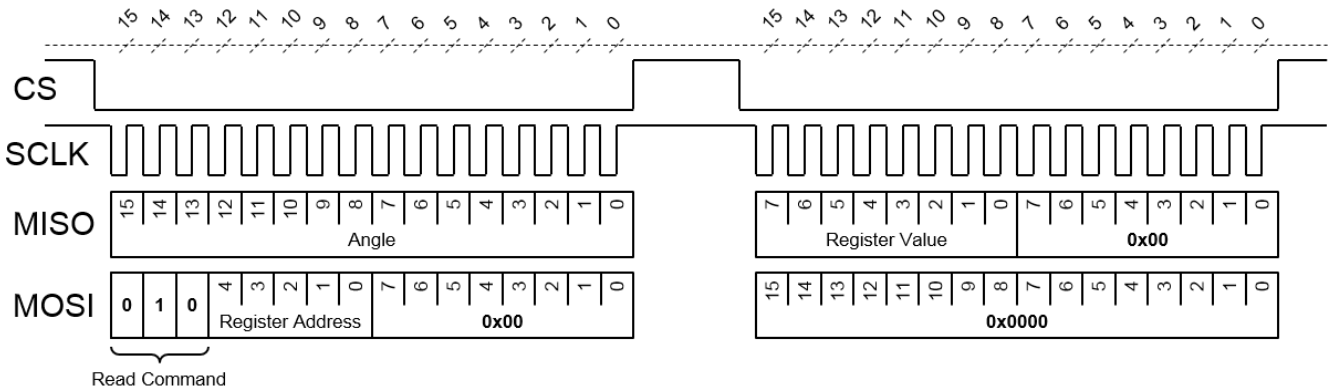 15 14 13 12 11 10 9 8 7 6 5 4 3 2 1 0 15 14 13 12 11 10 9 8 7 6 5 4 3 2 1 0
CS
SCLK
MISO 15 14 13 12 11 10 9 8 7 6 5 4 3 2 1 0 7 6 5 4 3 2 1 0 7 6 5 4 3 2 1 0
Angle Register Value 0x00
MOSI 0 1 0 4 3 2 1 0 7 6 5 4 3 2 1 0 15 14 13 12 11 10 9 8 7 6 5 4 3 2 1 0
Register Address 0x00 0x0000
Read Command